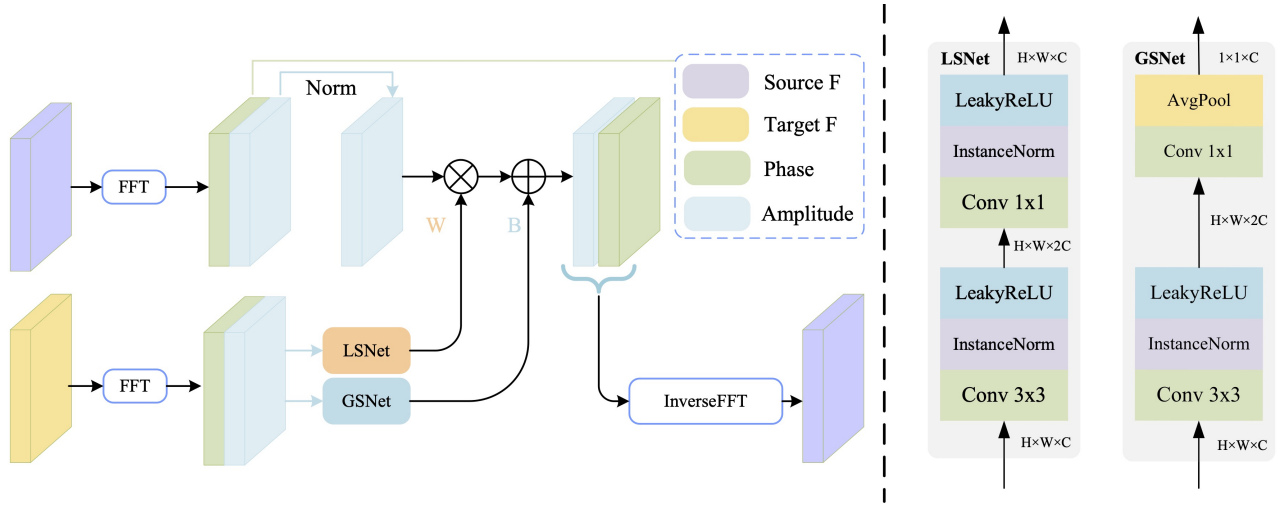 Norm
FFT
W
B
Source F
Target F
Phase
Amplitude
FFT
LSNet
GSNet
InverseFFT
LSNet
H×W×C
LeakyReLU
InstanceNorm
Conv 1x1
H×W×2C
LeakyReLU
InstanceNorm
Conv 3x3
H×W×C
GSNet
1×1×C
AvgPool
Conv 1x1
H×W×2C
LeakyReLU
InstanceNorm
Conv 3x3
H×W×C